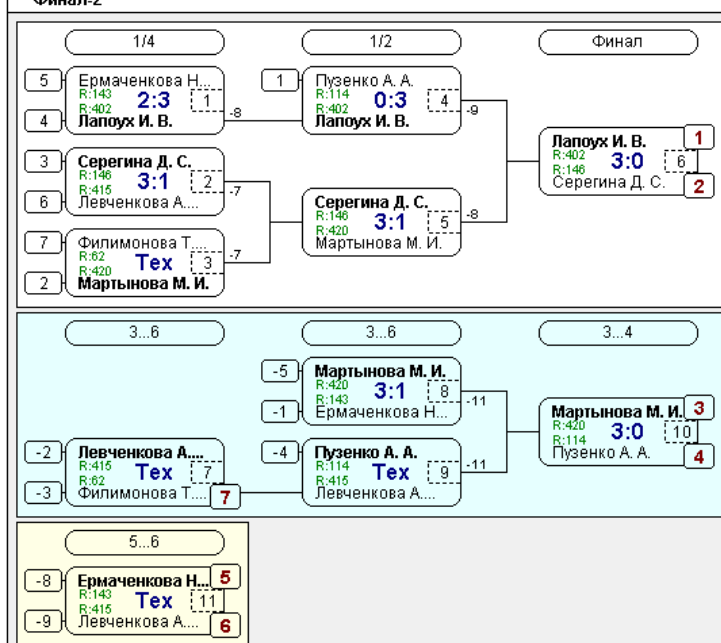 Финал-2
1/4
1/2
Финал
5
Ермаченкова Н...
R:143
2:3
1
R:402
4
Лапоух И. В.
-8
1
Пузенко А. А.
R:114
0:3
4
R:402
Лапоух И. В.
-9
3
Серегина Д. С.
R:146
3:1
2
R:415
6
Левченкова А....
-7
7
Филимонова Т....
R:62
Тех
3
R:420
2
Мартынова М. И.
-7
Серегина Д. С.
R:146
3:1
5
R:420
Мартынова М. И.
-8
Лапоух И. В.
1
R:402
3:0
6
R:146
Серегина Д. С.
2
3...6
3...6
3...4
-5
Мартынова М. И.
R:420
3:1
8
R:143
-1
Ермаченкова Н...
-11
-2
Левченкова А....
R:415
Тех
7
R:62
-3
Филимонова Т....
7
-4
Пузенко А. А.
R:114
Тех
9
R:415
Левченкова А....
-11
Мартынова М. И.
3
R:420
3:0
10
R:114
Пузенко А. А.
4
5...6
-8
Ермаченкова Н...
5
R:143
Тех
11
R:415
-9
Левченкова А....
6